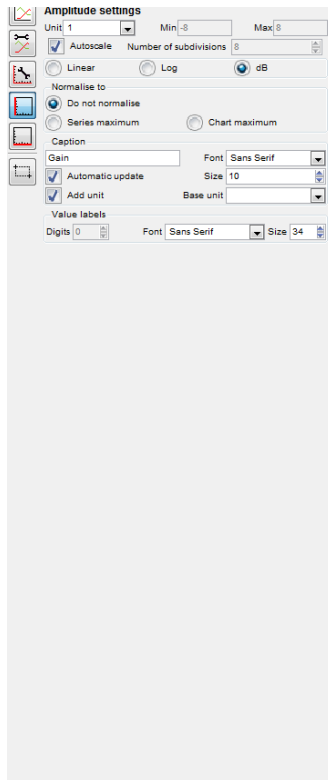 Amplitude settings
Unit 1 Min -8 Max 8
Autoscale Number of subdivisions 8
Linear Log dB
Normalise to
Do not normalise
Series maximum Chart maximum
Caption
Gain Font Sans Serif
Automatic update Size 10
Add unit Base unit
Value labels
Digits 0 Font Sans Serif Size 34